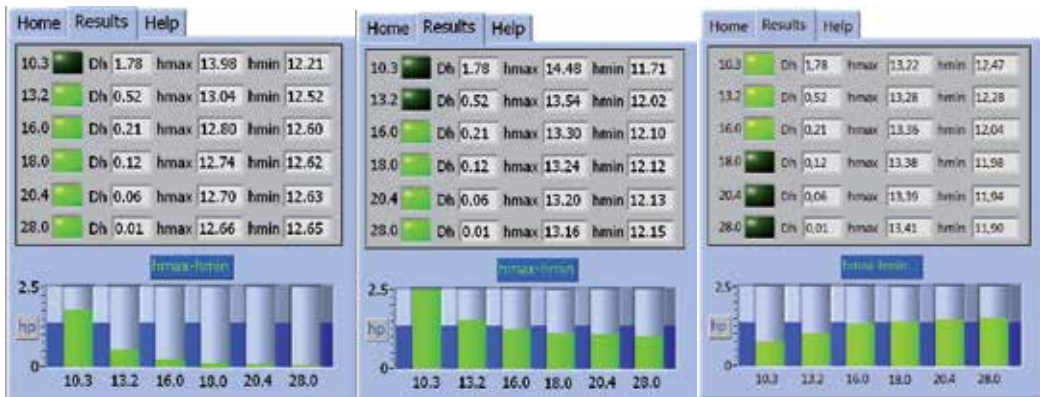 Home Results Help
10.3 Dh 1.78 hmax 13.98 hmin 12.21
13.2 Dh 0.52 hmax 13.04 hmin 12.52
16.0 Dh 0.21 hmax 12.80 hmin 12.60
18.0 Dh 0.12 hmax 12.74 hmin 12.62
20.4 Dh 0.06 hmax 12.70 hmin 12.63
28.0 Dh 0.01 hmax 12.66 hmin 12.65
hmax-hmin
2.5
hp
0
10.3 13.2 16.0 18.0 20.4 28.0
Home Results Help
10.3 Dh 1.78 hmax 14.48 hmin 11.71
13.2 Dh 0.52 hmax 13.54 hmin 12.02
16.0 Dh 0.21 hmax 13.30 hmin 12.10
18.0 Dh 0.12 hmax 13.24 hmin 12.12
20.4 Dh 0.06 hmax 13.20 hmin 12.13
28.0 Dh 0.01 hmax 13.16 hmin 12.15
hmax-hmin
2.5
hp
0
10.3 13.2 16.0 18.0 20.4 28.0
Home Results Help
10.3 Dh 1,78 hmax 13,22 hmin 12,47
13.2 Dh 0,52 hmax 13,28 hmin 12,28
16.0 Dh 0,21 hmax 13,36 hmin 12,04
18.0 Dh 0,12 hmax 13,38 hmin 11,98
20.4 Dh 0,06 hmax 13,39 hmin 11,94
28.0 Dh 0,01 hmax 13,41 hmin 11,90
hmax-hmin
2.5
hp
0
10.3 13.2 16.0 18.0 20.4 28.0